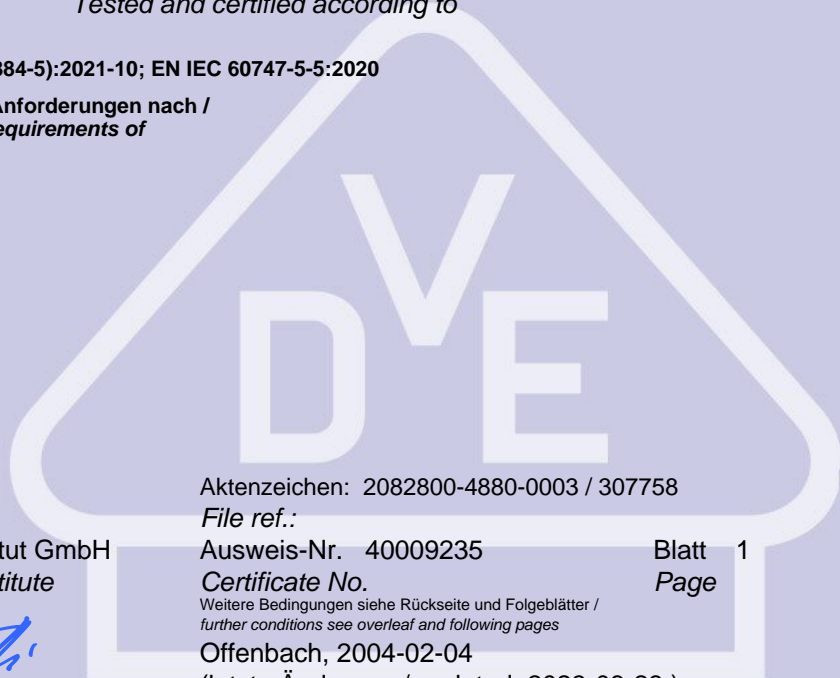 Tested and certified according to
884-5):2021-10; EN IEC 60747-5-5:2020
Anforderungen nach /
equirements of
D V E
Aktenzeichen: 2082800-4880-0003 / 307758
File ref.:
tut GmbH Ausweis-Nr. 40009235 Blatt 1
titute Certificate No. Page
Weitere Bedingungen siehe Rückseite und Folgeblätter /
further conditions see overleaf and following pages
Offenbach, 2004-02-04